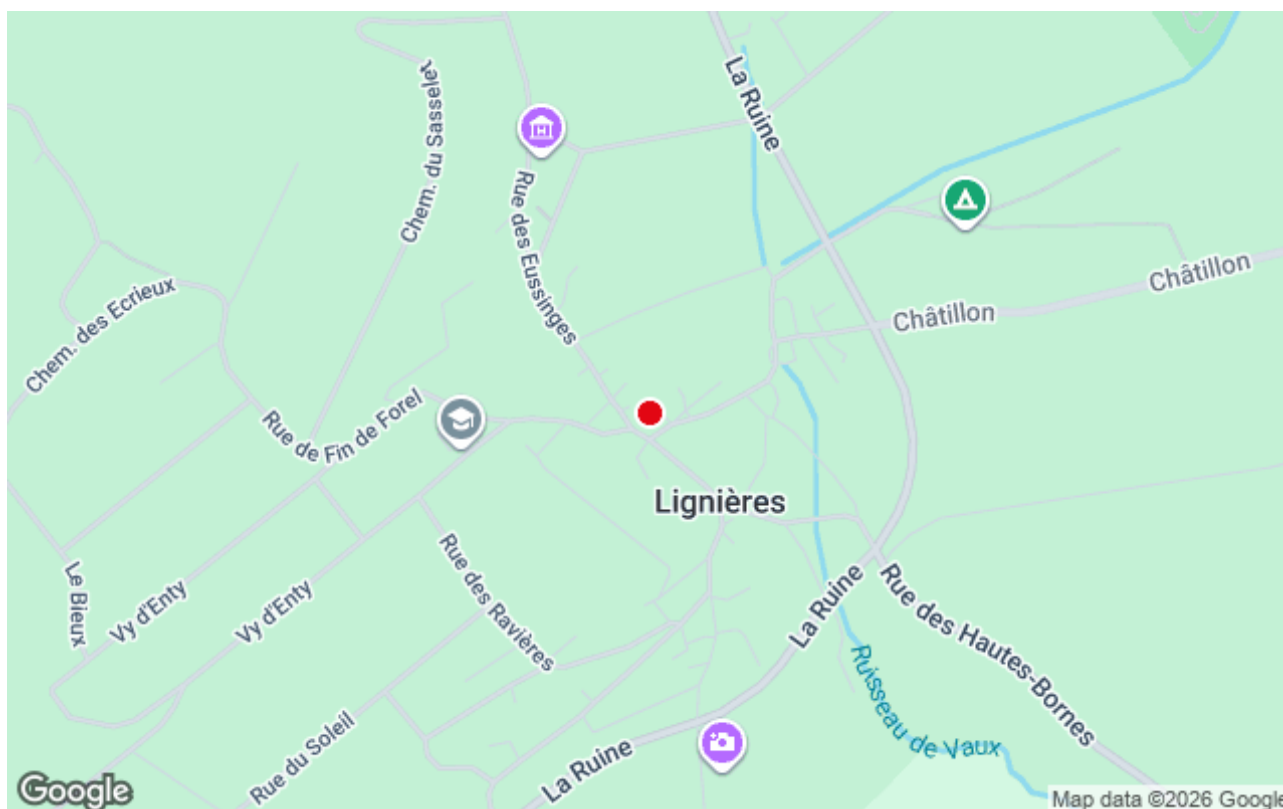 La Ruine
Chem. du Sasselet
Rue des Eussinges
Châtillon
Châtillon
Chem. des Ecrieux
Rue de Fin de Forel
Lignières
Le Bieux
Vy d'Enty
Vy d'Enty
Rue des Ravières
La Ruine
Rue des Hautes-Bornes
Ruisseau de Vaux
Rue du Soleil
La Ruine
Google
Map data ©2026 Google